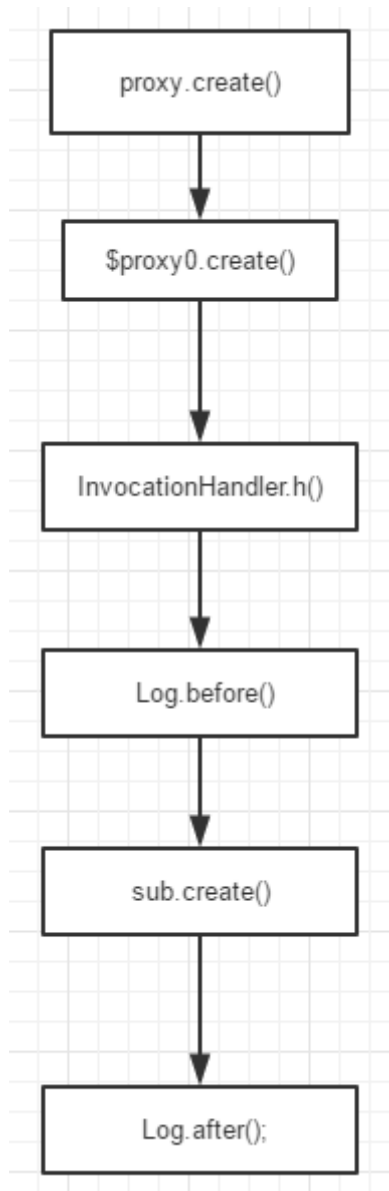 proxy.create()
$proxy0.create()
InvocationHandler.h()
Log.before()
sub.create()
Log.after();